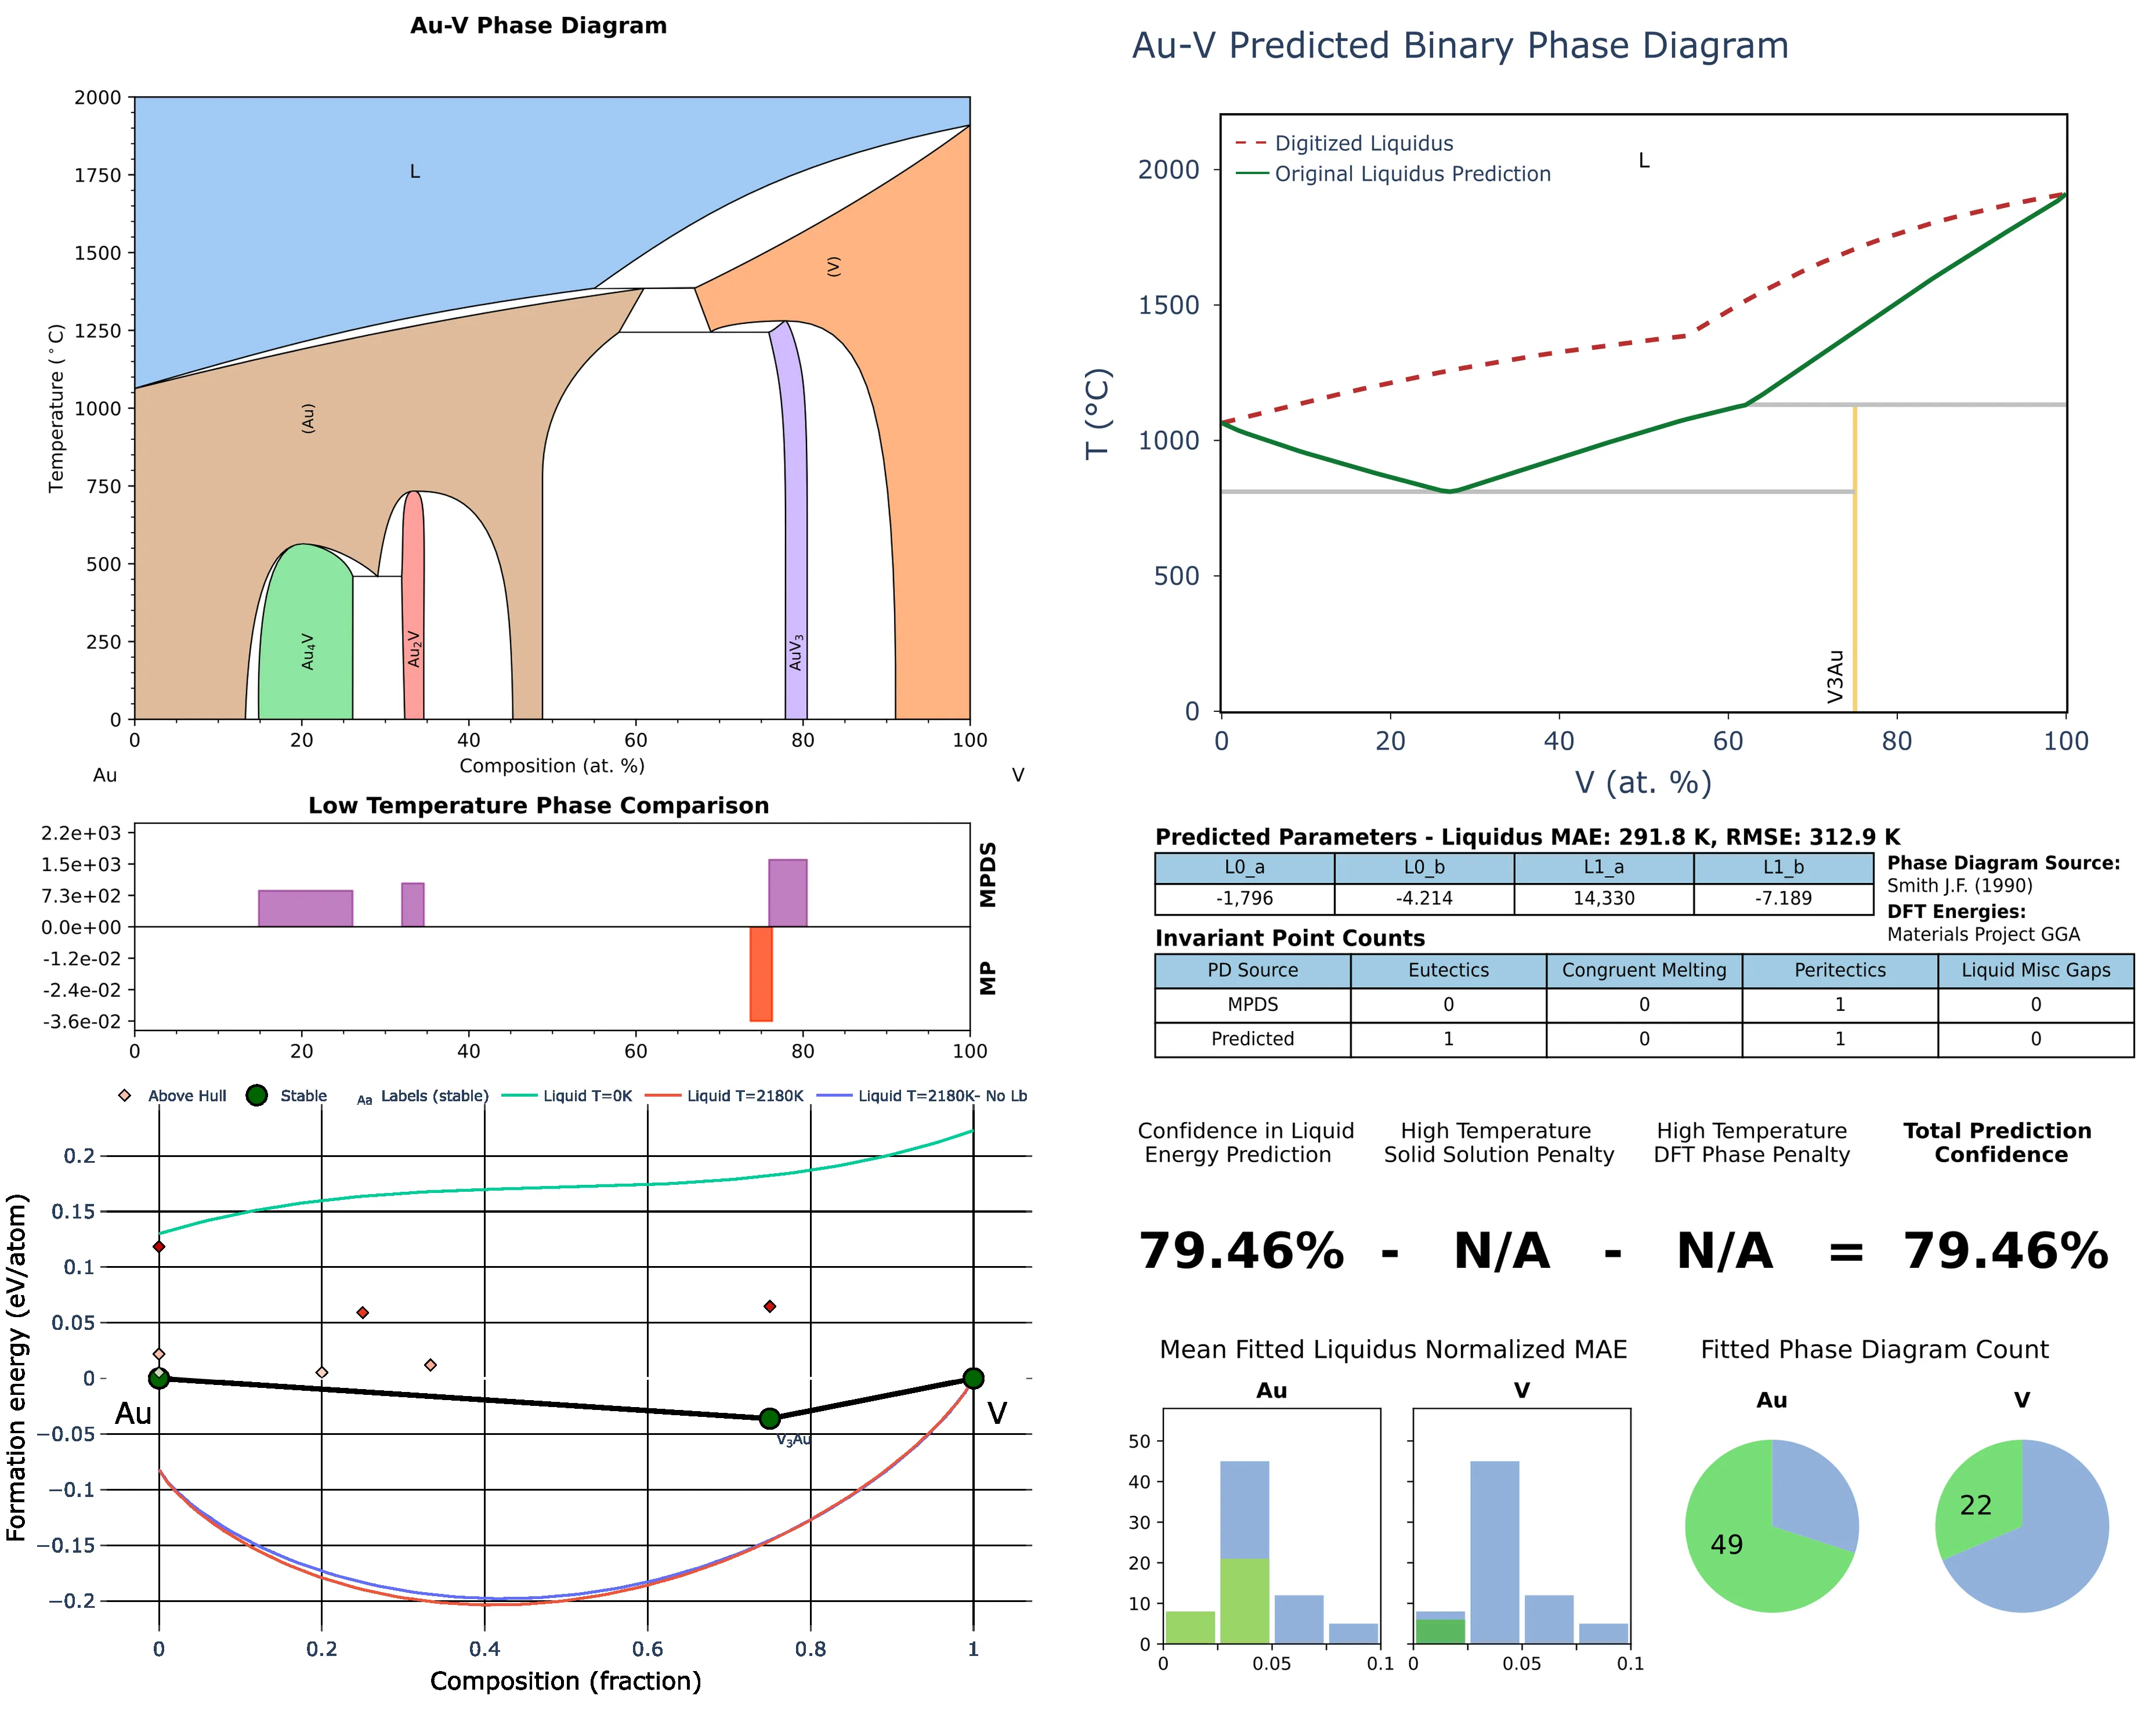 Au-V Phase Diagram
2000
1750
1500
1250
1000
750
500
250
0
Temperature (°C)
L
(V)
(Au)
Au4V
Au2V
AuV3
0 20 40 60 80 100
Composition (at. %)
Au V
Low Temperature Phase Comparison
2.2e+03
1.5e+03
7.3e+02
0.0e+00
-1.2e-02
-2.4e-02
-3.6e-02
MPDS
MP
0 20 40 60 80 100
Above Hull Stable Aa Labels (stable) Liquid T=0K Liquid T=2180K Liquid T=2180K- No Lb
0.2
0.15
0.1
0.05
0
−0.05
−0.1
−0.15
−0.2
Formation energy (eV/atom)
Au
V3Au
V
0 0.2 0.4 0.6 0.8 1
Composition (fraction)
Au-V Predicted Binary Phase Diagram
Digitized Liquidus
Original Liquidus Prediction
L
2000
1500
1000
500
0
T (°C)
V3Au
0 20 40 60 80 100
V (at. %)
Predicted Parameters - Liquidus MAE: 291.8 K, RMSE: 312.9 K
L0_a L0_b L1_a L1_b
-1,796 -4.214 14,330 -7.189
Phase Diagram Source:
Smith J.F. (1990)
DFT Energies:
Materials Project GGA
Invariant Point Counts
PD Source Eutectics Congruent Melting Peritectics Liquid Misc Gaps
MPDS 0 0 1 0
Predicted 1 0 1 0
Confidence in Liquid
Energy Prediction
High Temperature
Solid Solution Penalty
High Temperature
DFT Phase Penalty
Total Prediction
Confidence
79.46% - N/A - N/A = 79.46%
Mean Fitted Liquidus Normalized MAE
Au V
50
40
30
20
10
0
0 0.05 0.1
0 0.05 0.1
Fitted Phase Diagram Count
Au V
49
22